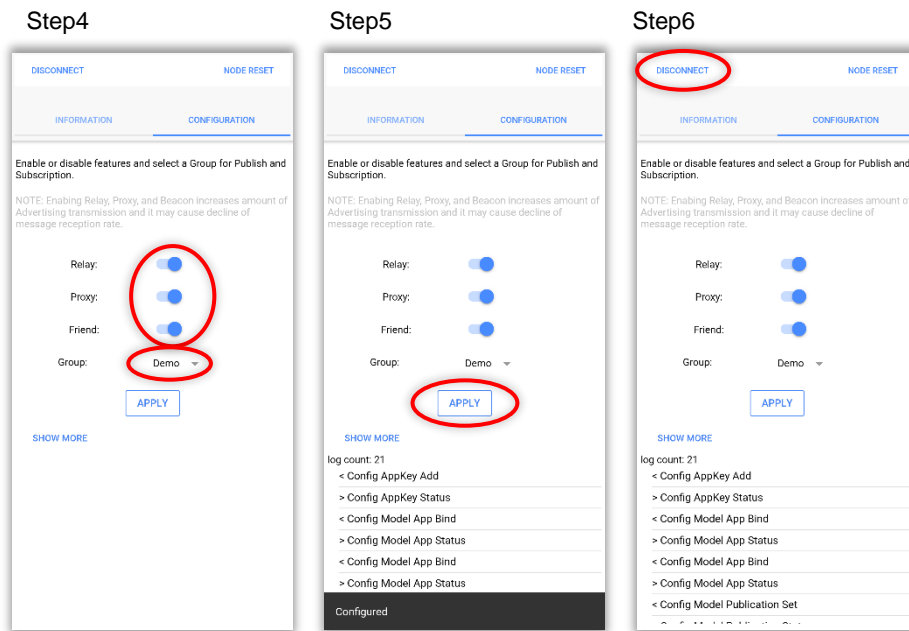 Step4
DISCONNECT NODE RESET
INFORMATION CONFIGURATION
Enable or disable features and select a Group for Publish and
Subscription.
NOTE: Enabing Relay, Proxy, and Beacon increases amount of
Advertising transmission and it may cause decline of
message reception rate.
Relay:
Proxy:
Friend:
Group: Demo
APPLY
SHOW MORE
Step5
DISCONNECT NODE RESET
INFORMATION CONFIGURATION
Enable or disable features and select a Group for Publish and
Subscription.
NOTE: Enabing Relay, Proxy, and Beacon increases amount of
Advertising transmission and it may cause decline of
message reception rate.
Relay:
Proxy:
Friend:
Group: Demo
APPLY
SHOW MORE
log count: 21
< Config AppKey Add
> Config AppKey Status
< Config Model App Bind
> Config Model App Status
< Config Model App Bind
> Config Model App Status
Configured
Step6
DISCONNECT NODE RESET
INFORMATION CONFIGURATION
Enable or disable features and select a Group for Publish and
Subscription.
NOTE: Enabing Relay, Proxy, and Beacon increases amount of
Advertising transmission and it may cause decline of
message reception rate.
Relay:
Proxy:
Friend:
Group: Demo
APPLY
SHOW MORE
log count: 21
< Config AppKey Add
> Config AppKey Status
< Config Model App Bind
> Config Model App Status
< Config Model App Bind
> Config Model App Status
< Config Model Publication Set